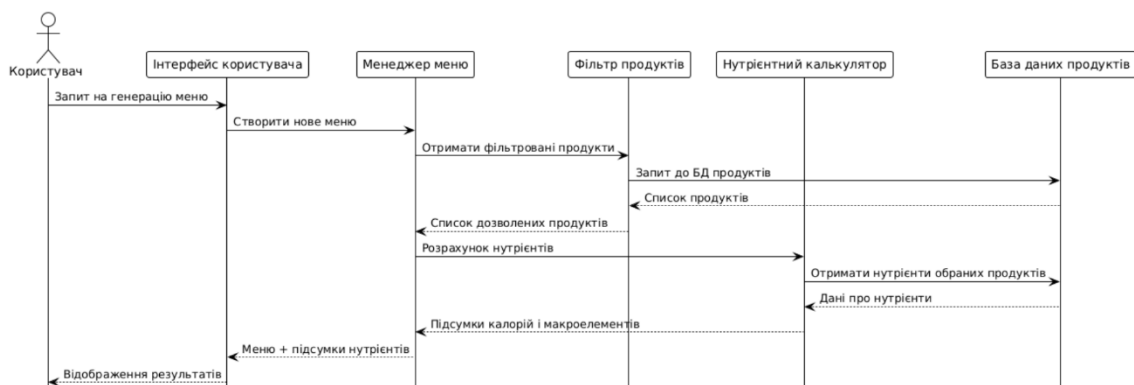 Користувач
Інтерфейс користувача
Менеджер меню
Фільтр продуктів
Нутрієнтний калькулятор
База даних продуктів
Запит на генерацію меню
Створити нове меню
Отримати фільтровані продукти
Запит до БД продуктів
Список продуктів
Список дозволених продуктів
Розрахунок нутрієнтів
Отримати нутрієнти обраних продуктів
Дані про нутрієнти
Підсумки калорій і макроелементів
Меню + підсумки нутрієнтів
Відображення результатів